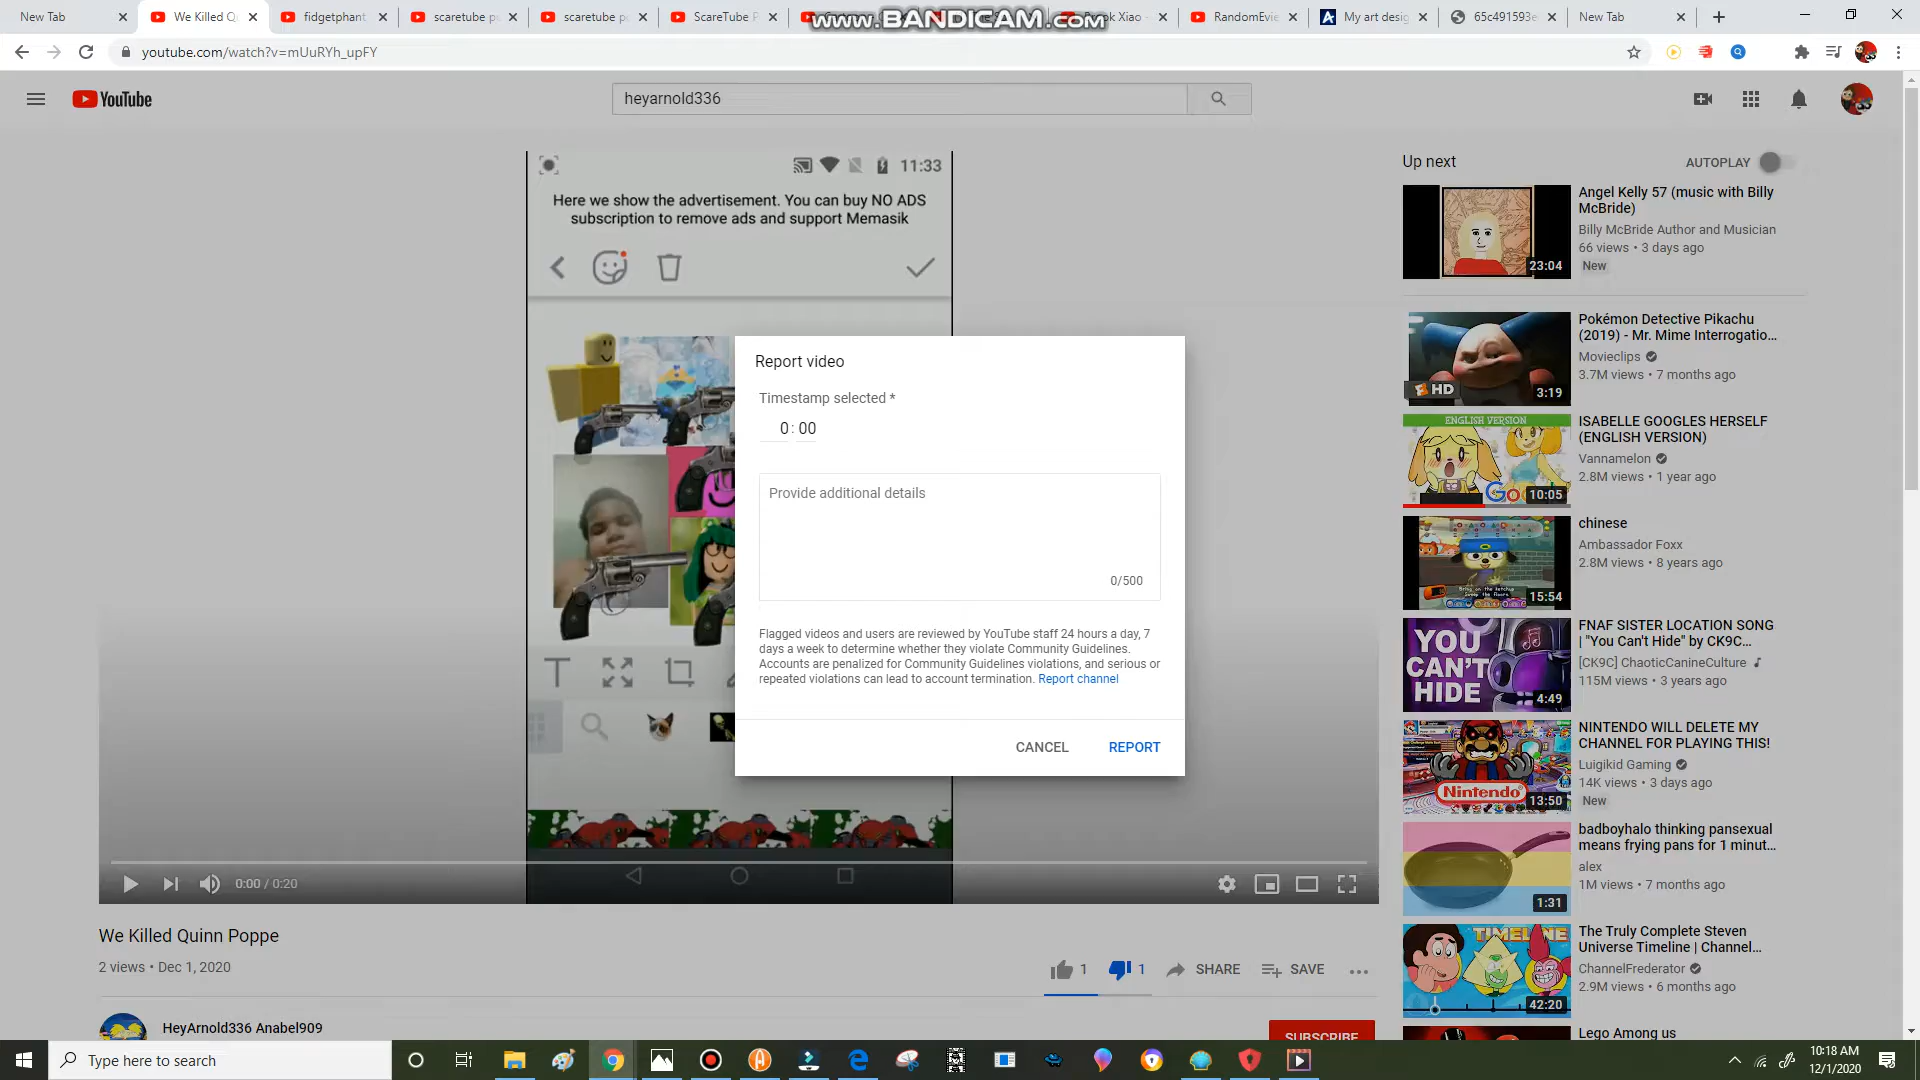 New Tab
We Killed Q
fidgetphant
scaretube p
scaretube p
ScareTube P
WWW.BANDICAM.COM
Xiao
RandomEvie
My art desig
65c491593e
New Tab
youtube.com/watch?v=mUuRYh_upFY
YouTube
heyarnold336
11:33
Here we show the advertisement. You can buy NO ADS
subscription to remove ads and support Memasik
T
Report video
Timestamp selected *
0 : 00
Provide additional details
0/500
Flagged videos and users are reviewed by YouTube staff 24 hours a day, 7
days a week to determine whether they violate Community Guidelines.
Accounts are penalized for Community Guidelines violations, and serious or
repeated violations can lead to account termination. Report channel
CANCEL
REPORT
0:00 / 0:20
We Killed Quinn Poppe
2 views • Dec 1, 2020
1
1
SHARE
SAVE
HeyArnold336 Anabel909
SUBSCRIBE
Up next
AUTOPLAY
23:04
Angel Kelly 57 (music with Billy
McBride)
Billy McBride Author and Musician
66 views • 3 days ago
New
HD
3:19
Pokémon Detective Pikachu
(2019) - Mr. Mime Interrogatio...
Movieclips
3.7M views • 7 months ago
ENGLISH VERSION
10:05
ISABELLE GOOGLES HERSELF
(ENGLISH VERSION)
Vannamelon
2.8M views • 1 year ago
15:54
chinese
Ambassador Foxx
2.8M views • 8 years ago
YOU
CAN'T
HIDE
4:49
FNAF SISTER LOCATION SONG
| "You Can't Hide" by CK9C...
[CK9C] ChaoticCanineCulture
115M views • 3 years ago
Nintendo
13:50
NINTENDO WILL DELETE MY
CHANNEL FOR PLAYING THIS!
Luigikid Gaming
14K views • 3 days ago
New
1:31
badboyhalo thinking pansexual
means frying pans for 1 minut...
alex
1M views • 7 months ago
TIMELINE
42:20
The Truly Complete Steven
Universe Timeline | Channel...
ChannelFrederator
2.9M views • 6 months ago
Lego Among us
Type here to search
10:18 AM
12/1/2020